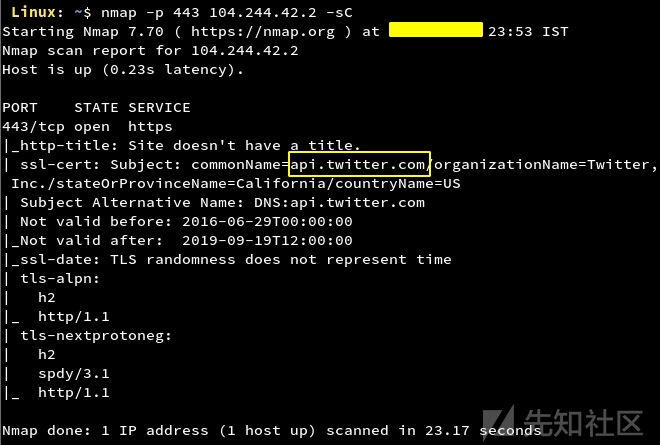 Linux: ~$ nmap -p 443 104.244.42.2 -sC
Starting Nmap 7.70 ( https://nmap.org ) at 23:53 IST
Nmap scan report for 104.244.42.2
Host is up (0.23s latency).
PORT    STATE SERVICE
443/tcp open  https
|_http-title: Site doesn't have a title.
| ssl-cert: Subject: commonName=api.twitter.com/organizationName=Twitter,
Inc./stateOrProvinceName=California/countryName=US
| Subject Alternative Name: DNS:api.twitter.com
| Not valid before: 2016-06-29T00:00:00
|_Not valid after:  2019-09-19T12:00:00
|_ssl-date: TLS randomness does not represent time
| tls-alpn:
|   h2
|_  http/1.1
| tls-nextprotoneg:
|   h2
|   spdy/3.1
|_  http/1.1
Nmap done: 1 IP address (1 host up) scanned in 23.17 seconds
先知社区